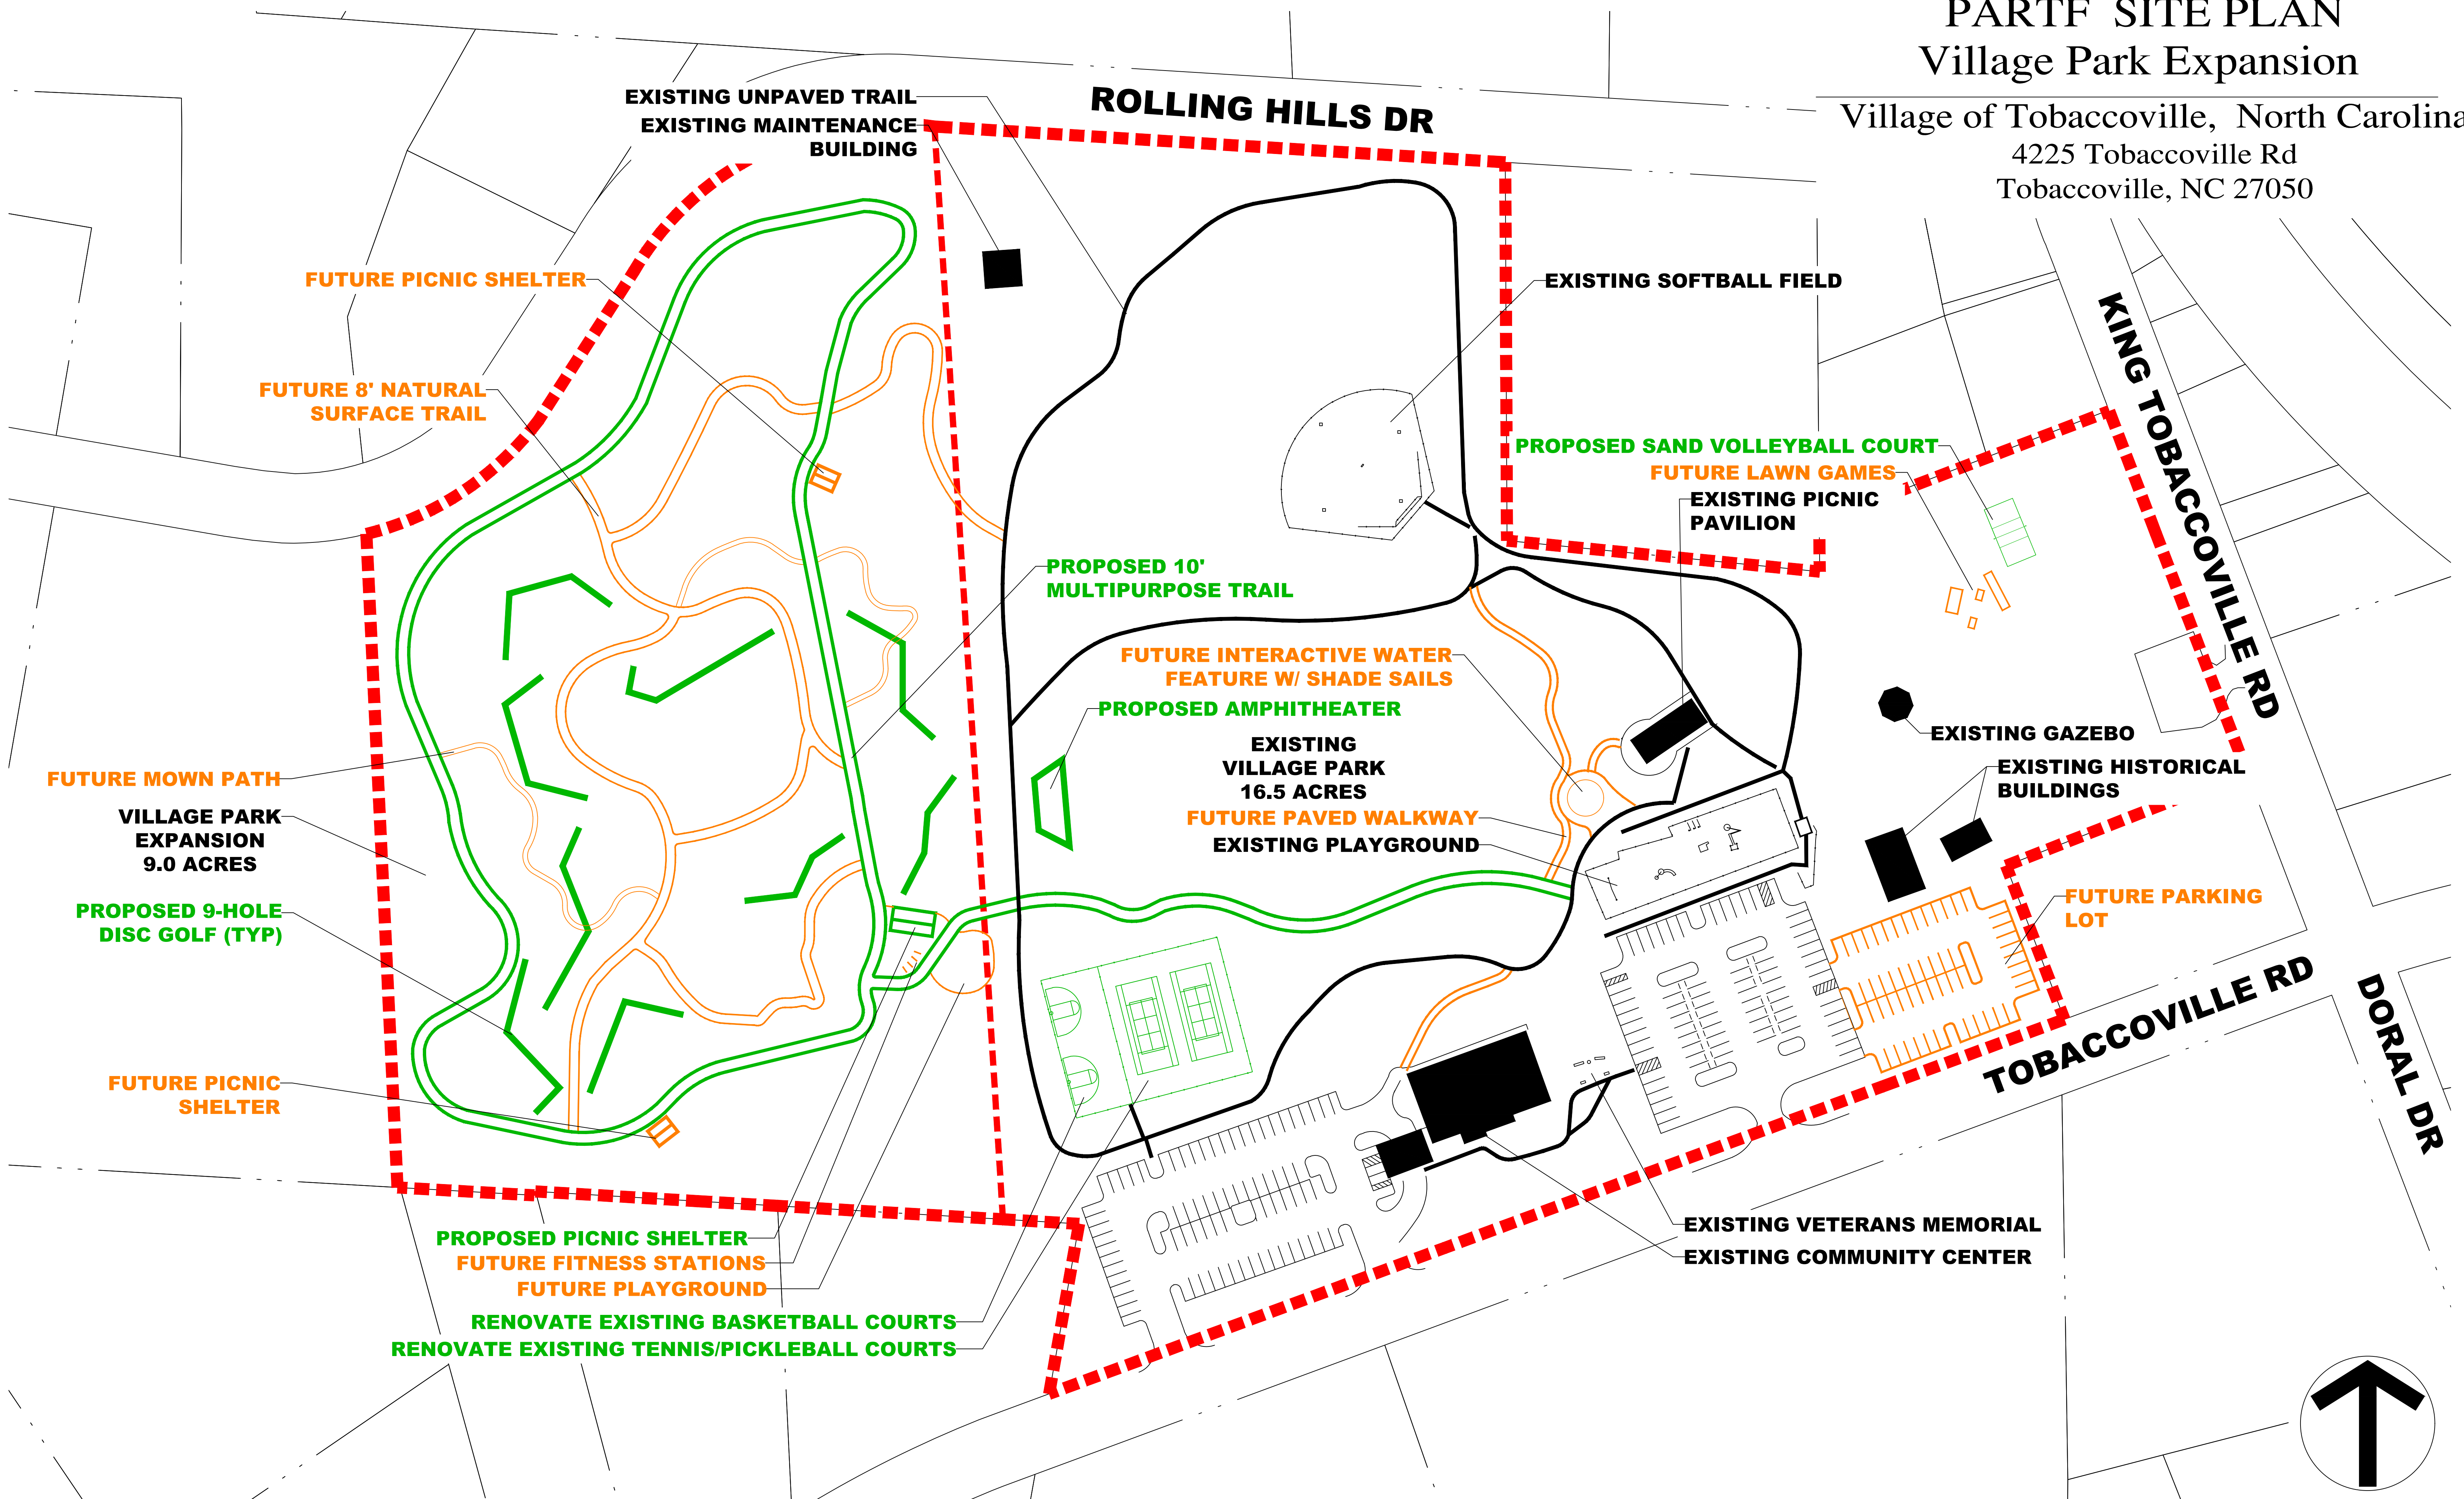 PARTF SITE PLAN
Village Park Expansion
Village of Tobaccoville, North Carolina
4225 Tobaccoville Rd
Tobaccoville, NC 27050
EXISTING UNPAVED TRAIL
EXISTING MAINTENANCE
BUILDING
ROLLING HILLS DR
FUTURE PICNIC SHELTER
EXISTING SOFTBALL FIELD
KING TOBACCOVILLE RD
FUTURE 8' NATURAL
SURFACE TRAIL
PROPOSED SAND VOLLEYBALL COURT
FUTURE LAWN GAMES
EXISTING PICNIC
PAVILION
PROPOSED 10'
MULTIPURPOSE TRAIL
FUTURE INTERACTIVE WATER
FEATURE W/ SHADE SAILS
PROPOSED AMPHITHEATER
EXISTING
VILLAGE PARK
16.5 ACRES
FUTURE PAVED WALKWAY
EXISTING PLAYGROUND
EXISTING GAZEBO
EXISTING HISTORICAL
BUILDINGS
FUTURE MOWN PATH
VILLAGE PARK
EXPANSION
9.0 ACRES
PROPOSED 9-HOLE
DISC GOLF (TYP)
FUTURE PARKING
LOT
TOBACCOVILLE RD
DORAL DR
FUTURE PICNIC
SHELTER
PROPOSED PICNIC SHELTER
FUTURE FITNESS STATIONS
FUTURE PLAYGROUND
RENOVATE EXISTING BASKETBALL COURTS
RENOVATE EXISTING TENNIS/PICKLEBALL COURTS
EXISTING VETERANS MEMORIAL
EXISTING COMMUNITY CENTER